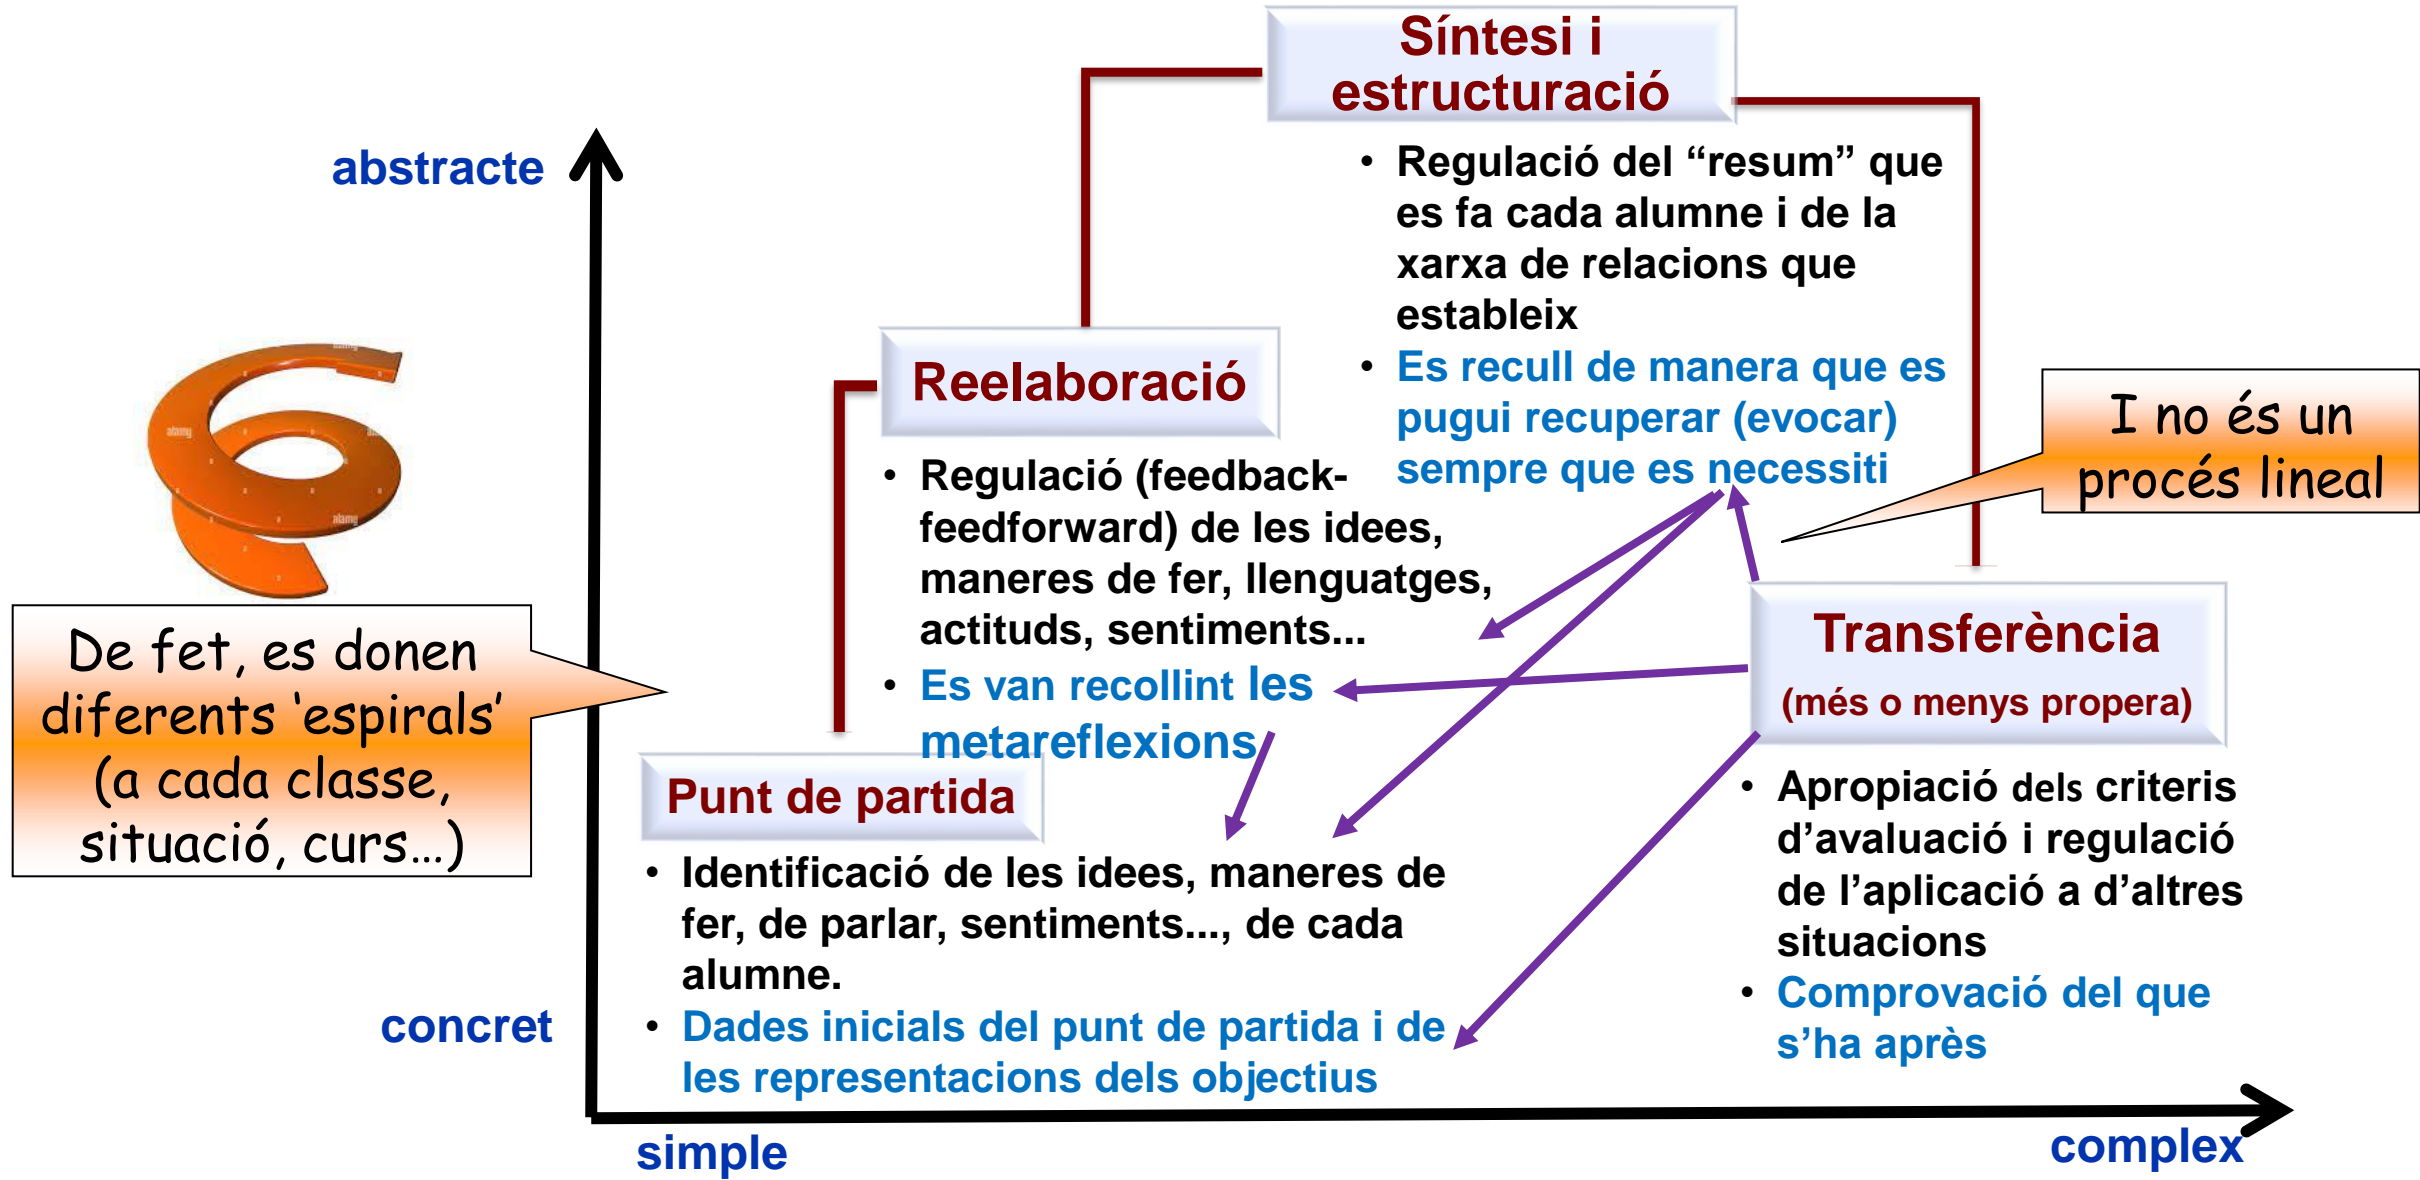 Síntesi i
estructuració
abstracte
• Regulació del “resum” que
es fa cada alumne i de la
xarxa de relacions que
estableix
• Es recull de manera que es
pugui recuperar (evocar)
sempre que es necessiti
I no és un
procés lineal
Reelaboració
• Regulació (feedback-
feedforward) de les idees,
maneres de fer, llenguatges,
actituds, sentiments...
• Es van recollint les
metareflexions
alamy
alamy
De fet, es donen
diferents ‘espirals’
(a cada classe,
situació, curs…)
Transferència
(més o menys propera)
• Apropiació dels criteris
d’avaluació i regulació
de l’aplicació a d’altres
situacions
• Comprovació del que
s’ha après
Punt de partida
• Identificació de les idees, maneres de
fer, de parlar, sentiments..., de cada
alumne.
• Dades inicials del punt de partida i de
les representacions dels objectius
concret
simple
complex